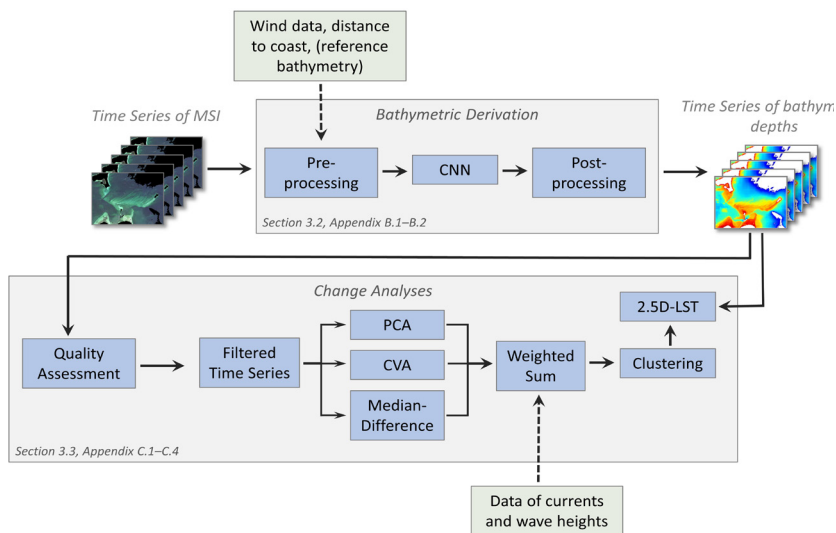 Wind data, distance
to coast, (reference
bathymetry)
Time Series of MSI
Bathymetric Derivation
Time Series of bathym
depths
Pre-
processing
CNN
Post-
processing
Section 3.2, Appendix B.1–B.2
Change Analyses
Quality
Assessment
Filtered
Time Series
PCA
CVA
Median-
Difference
Weighted
Sum
2.5D-LST
Clustering
Section 3.3, Appendix C.1–C.4
Data of currents
and wave heights